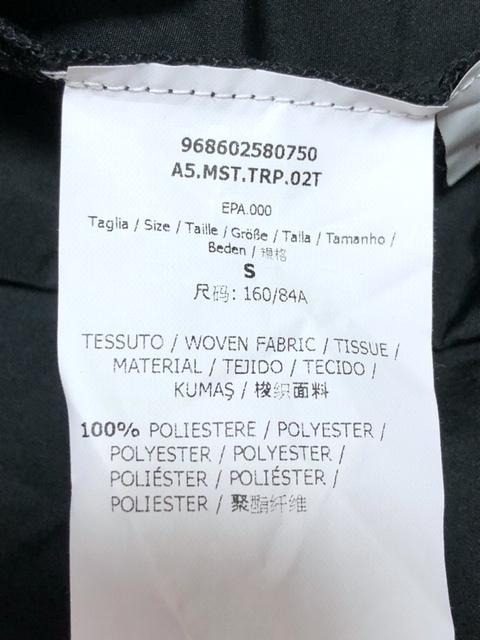 968602580750
A5.MST.TRP.02T
EPA.000
Taglia / Size / Taille / Größe / Talla / Tamanho /
Beden / 规格
S
尺码: 160/84A
TESSUTO / WOVEN FABRIC / TISSUE /
MATERIAL / TEJIDO / TECIDO /
KUMAŞ / 梭织面料
100% POLIESTERE / POLYESTER /
POLYESTER / POLYESTER /
POLIÉSTER / POLIÉSTER /
POLIESTER / 聚酯纤维